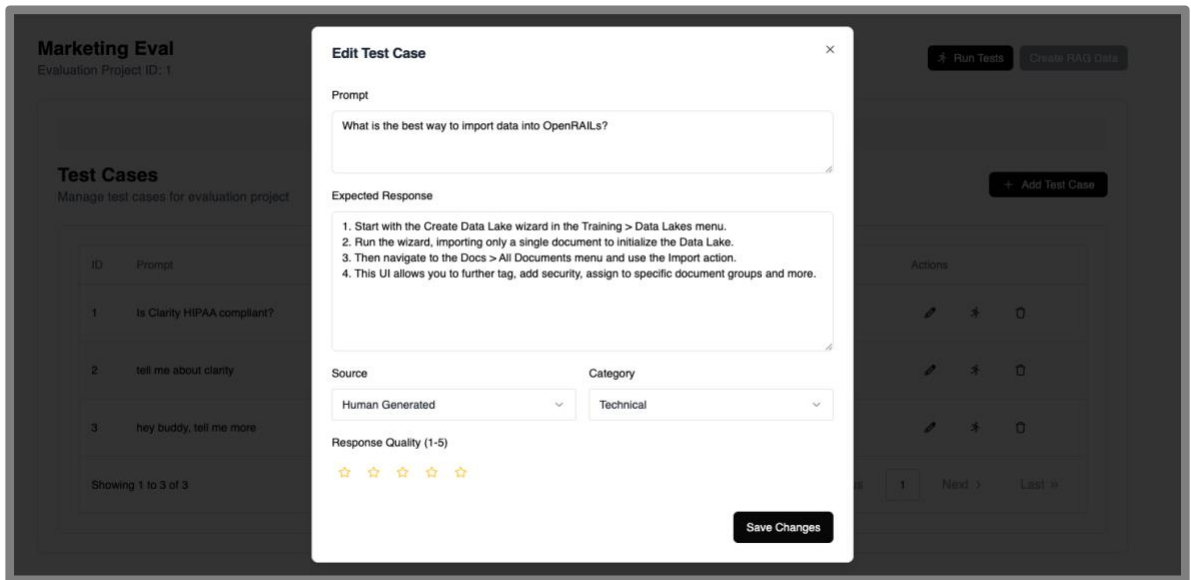 Marketing Eval
Evaluation Project ID: 1
Run Tests
Create RAG Data
Test Cases
Manage test cases for evaluation project
+ Add Test Case
ID Prompt Actions
1 Is Clarity HIPAA compliant?
2 tell me about clarity
3 hey buddy, tell me more
Showing 1 to 3 of 3
1 Next > Last »
Edit Test Case
Prompt
What is the best way to import data into OpenRAILs?
Expected Response
1. Start with the Create Data Lake wizard in the Training > Data Lakes menu.
2. Run the wizard, importing only a single document to initialize the Data Lake.
3. Then navigate to the Docs > All Documents menu and use the Import action.
4. This UI allows you to further tag, add security, assign to specific document groups and more.
Source Category
Human Generated Technical
Response Quality (1-5)
Save Changes